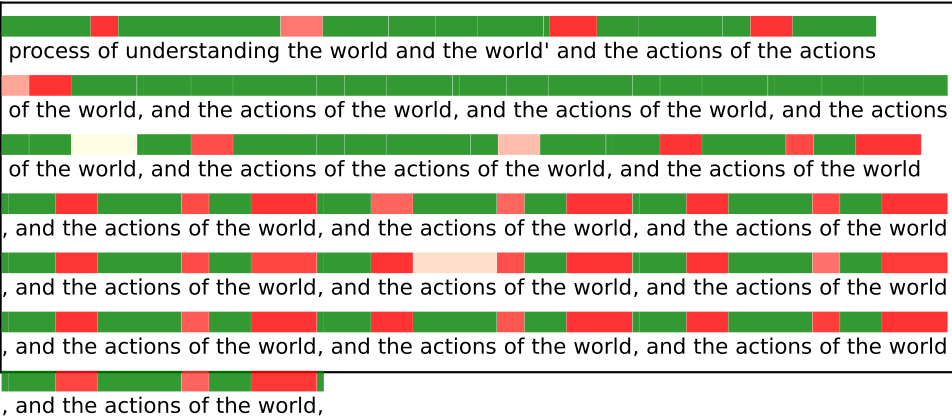 process of understanding the world and the world' and the actions of the actions
of the world, and the actions of the world, and the actions of the world, and the actions
of the world, and the actions of the actions of the world, and the actions of the world
, and the actions of the world, and the actions of the world, and the actions of the world
, and the actions of the world, and the actions of the world, and the actions of the world
, and the actions of the world, and the actions of the world, and the actions of the world
, and the actions of the world,